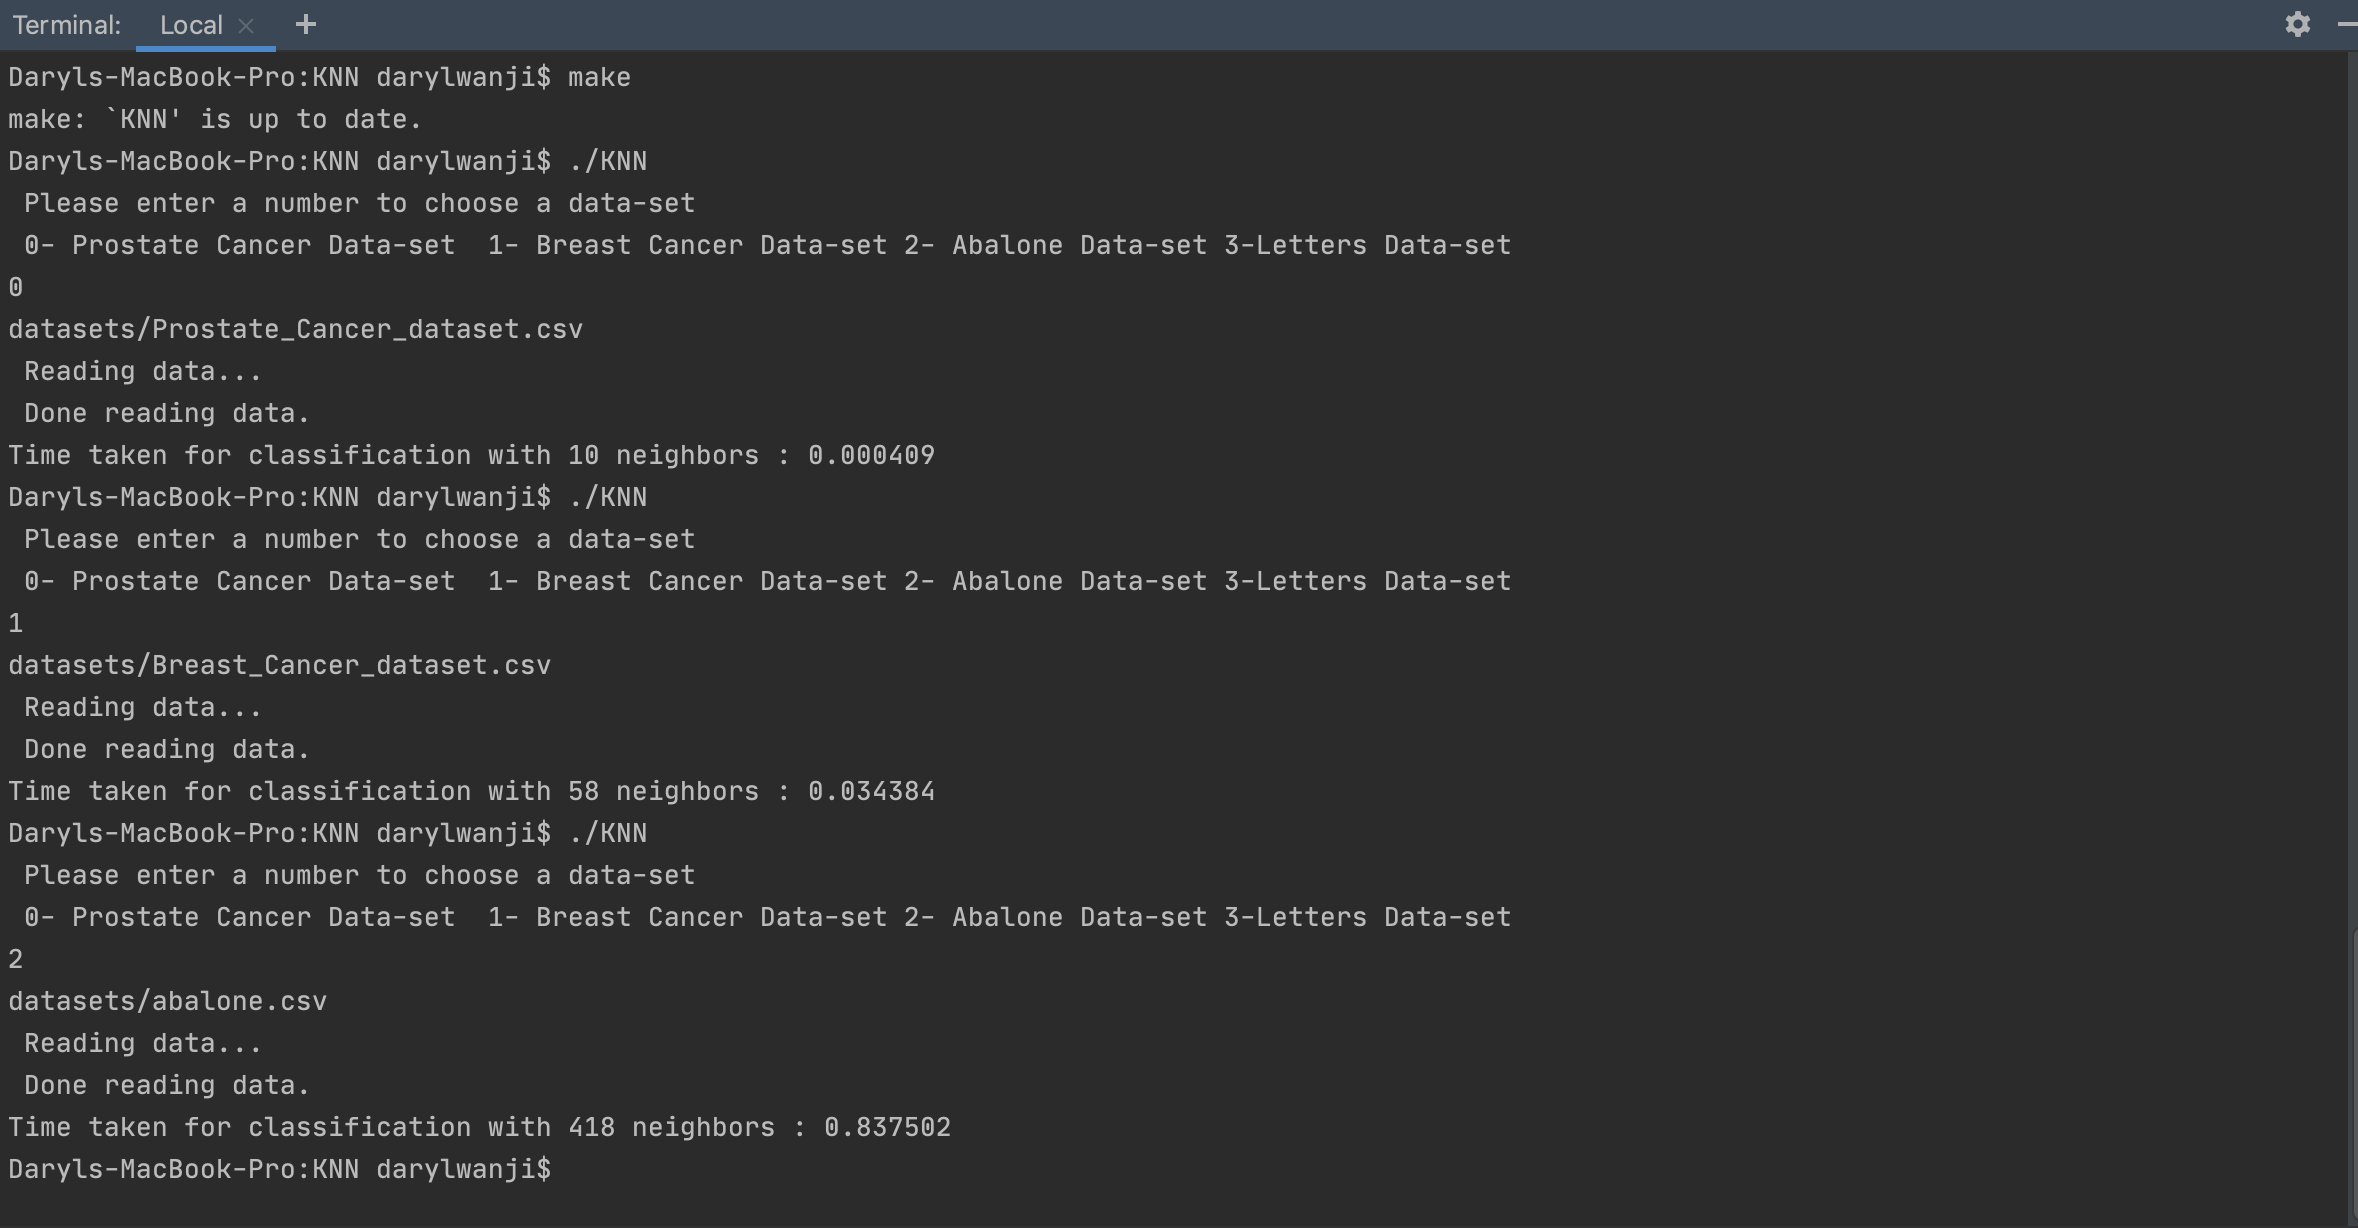 Terminal: Local × +
Daryls-MacBook-Pro:KNN darylwanji$ make
make: `KNN' is up to date.
Daryls-MacBook-Pro:KNN darylwanji$ ./KNN
 Please enter a number to choose a data-set
 0- Prostate Cancer Data-set  1- Breast Cancer Data-set 2- Abalone Data-set 3-Letters Data-set
0
datasets/Prostate_Cancer_dataset.csv
 Reading data...
 Done reading data.
Time taken for classification with 10 neighbors : 0.000409
Daryls-MacBook-Pro:KNN darylwanji$ ./KNN
 Please enter a number to choose a data-set
 0- Prostate Cancer Data-set  1- Breast Cancer Data-set 2- Abalone Data-set 3-Letters Data-set
1
datasets/Breast_Cancer_dataset.csv
 Reading data...
 Done reading data.
Time taken for classification with 58 neighbors : 0.034384
Daryls-MacBook-Pro:KNN darylwanji$ ./KNN
 Please enter a number to choose a data-set
 0- Prostate Cancer Data-set  1- Breast Cancer Data-set 2- Abalone Data-set 3-Letters Data-set
2
datasets/abalone.csv
 Reading data...
 Done reading data.
Time taken for classification with 418 neighbors : 0.837502
Daryls-MacBook-Pro:KNN darylwanji$